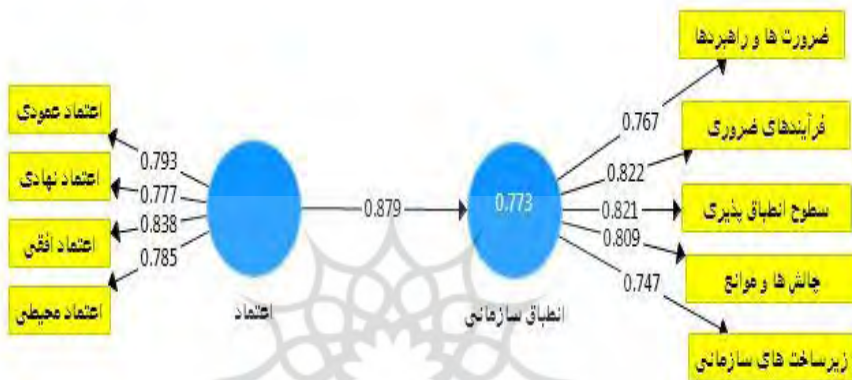 ضرورت ها و راهبردها
0.767
اعتماد عمودی
0.793
فرآیندهای ضروری
0.822
اعتماد نهادی
0.777
0.879
0.773
0.821
سطوح انطباق پذیری
اعتماد افقی
0.838
0.809
چالش ها و موانع
0.785
0.747
اعتماد محیطی
اعتماد
انطباق سازمانی
زیرساخت های سازمانی